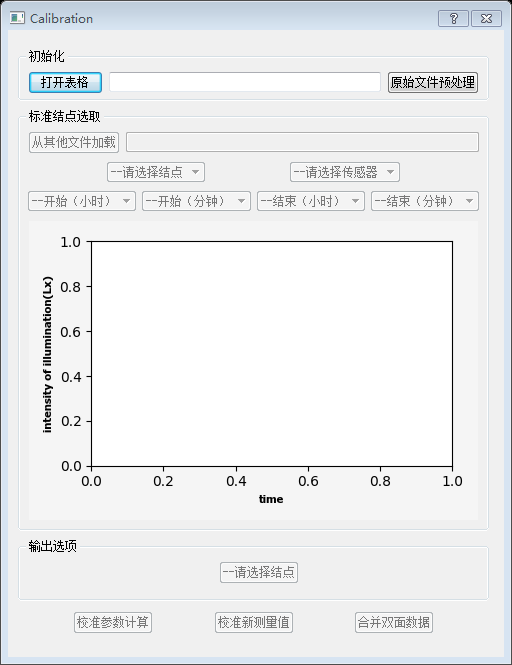 Calibration
初始化
打开表格 原始文件预处理
标准结点选取
从其他文件加载
--请选择结点 --请选择传感器
--开始（小时） --开始（分钟） --结束（小时） --结束（分钟）
1.0
0.8
0.6
0.4
0.2
0.0
intensity of illumination(Lx)
0.0 0.2 0.4 0.6 0.8 1.0
time
输出选项
--请选择结点
校准参数计算 校准新测量值 合并双面数据